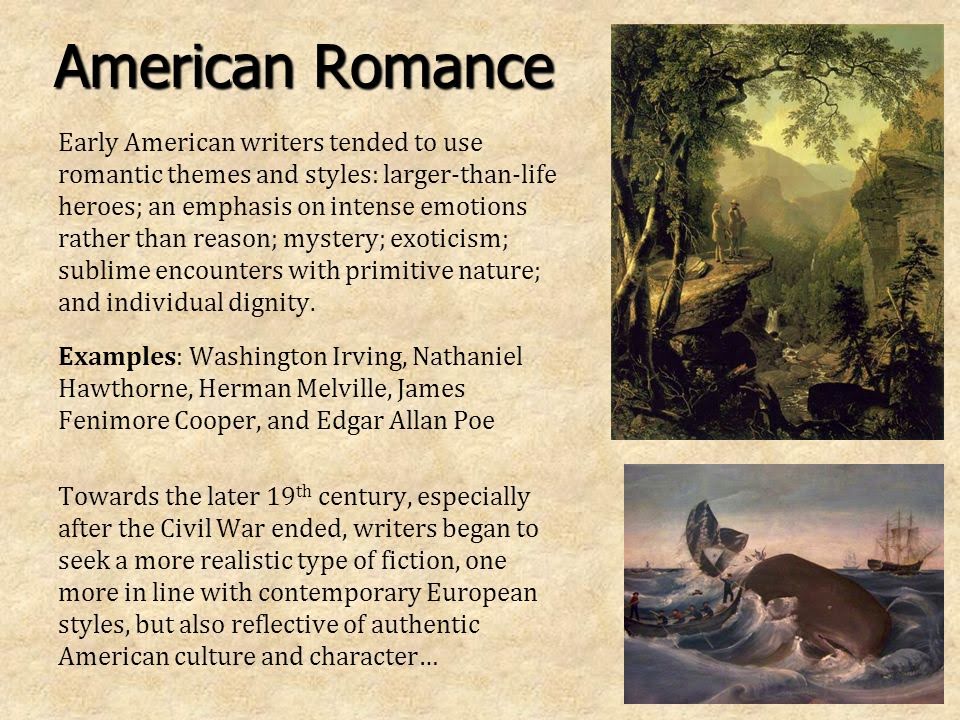 American Romance
Early American writers tended to use
romantic themes and styles: larger-than-life
heroes; an emphasis on intense emotions
rather than reason; mystery; exoticism;
sublime encounters with primitive nature;
and individual dignity.
Examples: Washington Irving, Nathaniel
Hawthorne, Herman Melville, James
Fenimore Cooper, and Edgar Allan Poe
Towards the later 19th century, especially
after the Civil War ended, writers began to
seek a more realistic type of fiction, one
more in line with contemporary European
styles, but also reflective of authentic
American culture and character…